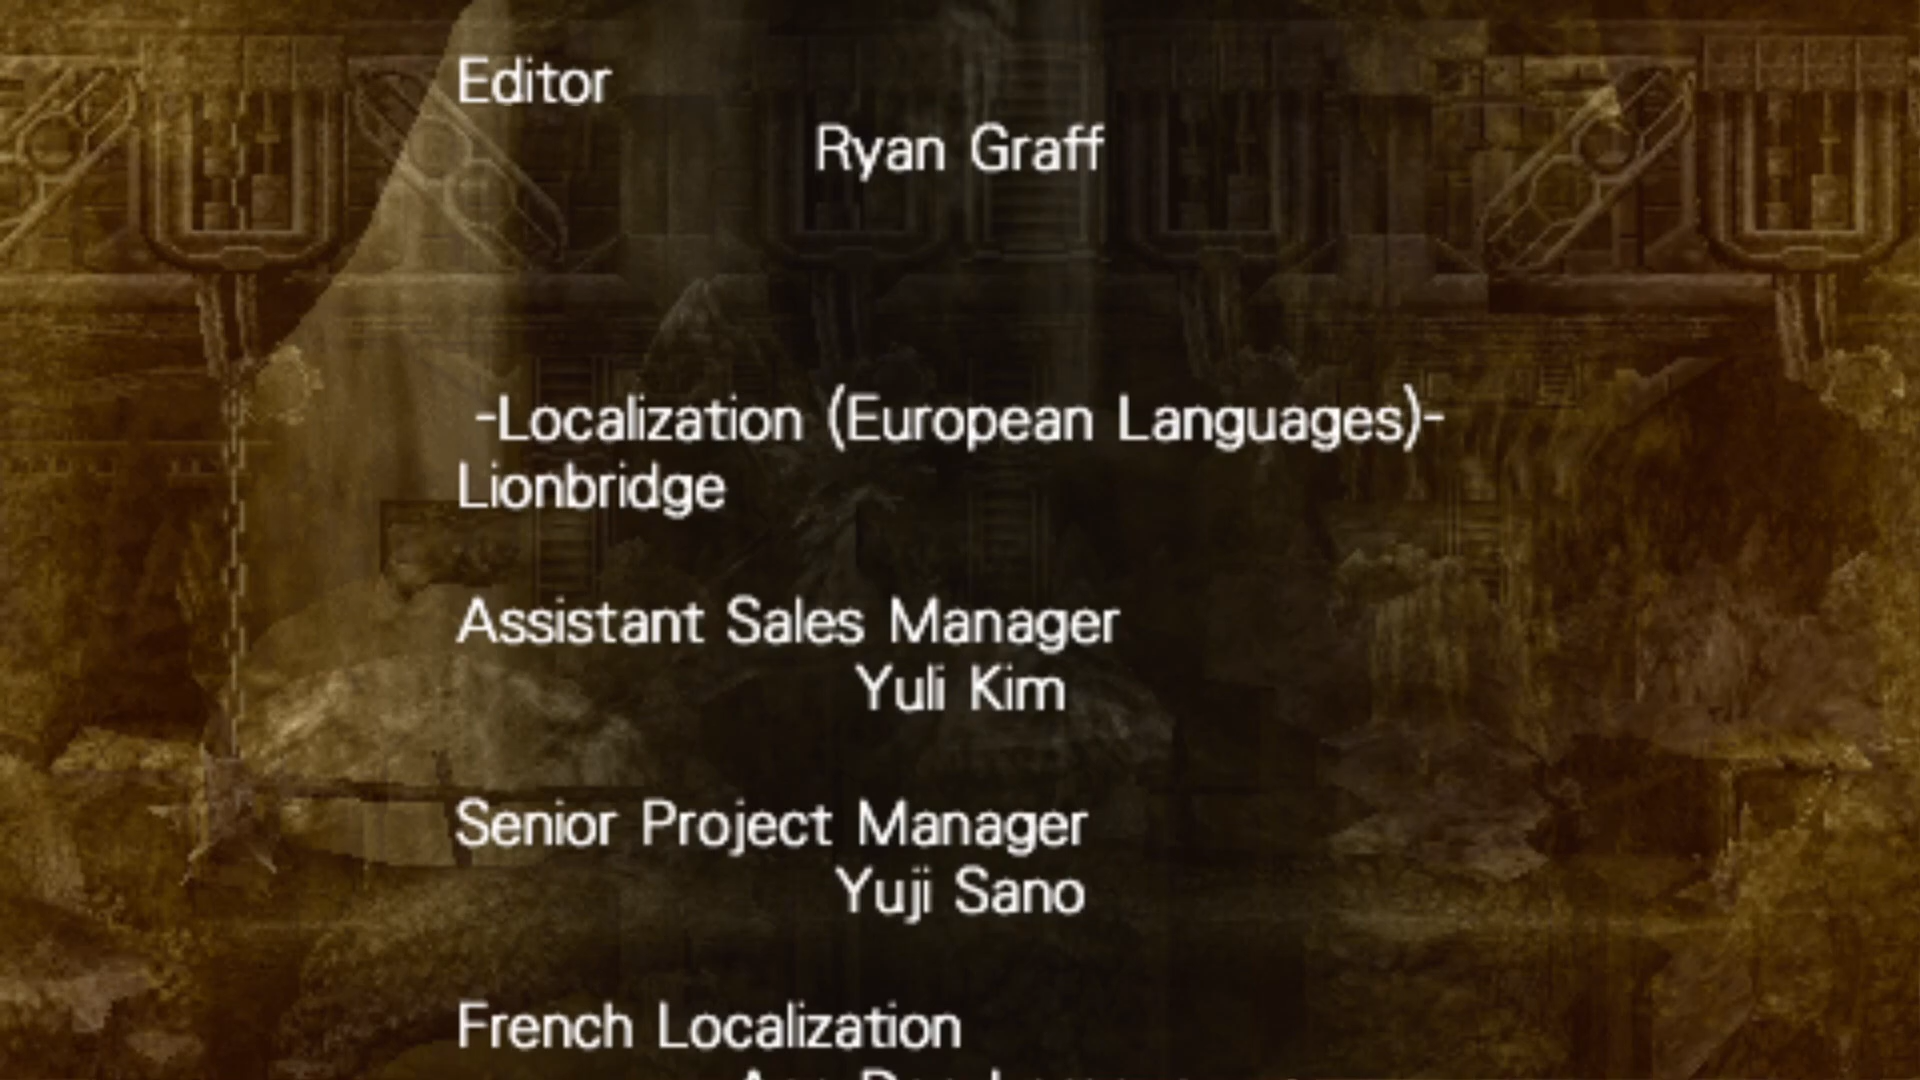 Editor
Ryan Graff
-Localization (European Languages)-
Lionbridge
Assistant Sales Manager
Yuli Kim
Senior Project Manager
Yuji Sano
French Localization